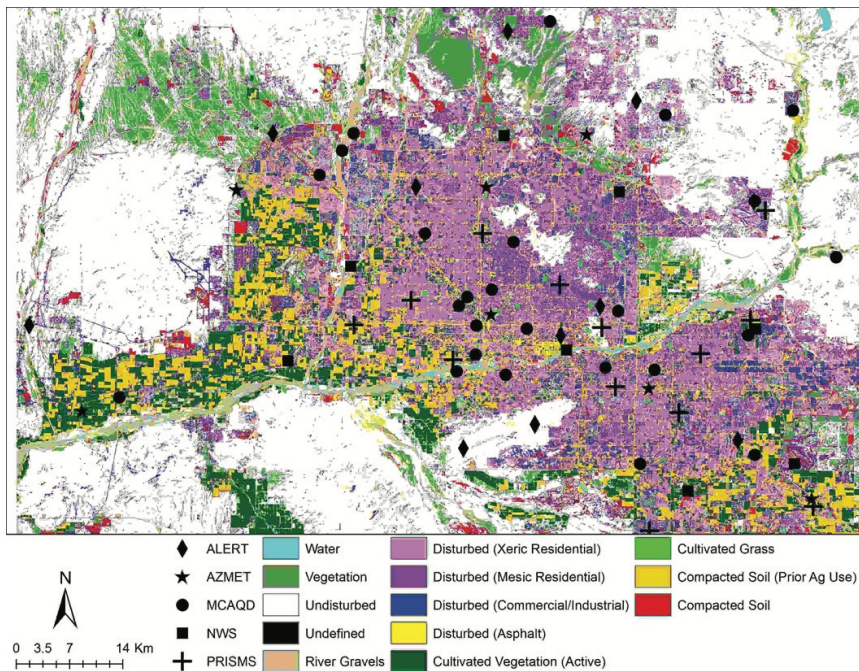 ALERT
AZMET
MCAQD
NWS
PRISMS
Water
Vegetation
Undisturbed
Undefined
River Gravels
Disturbed (Xeric Residential)
Disturbed (Mesic Residential)
Disturbed (Commercial/Industrial)
Disturbed (Asphalt)
Cultivated Vegetation (Active)
Cultivated Grass
Compacted Soil (Prior Ag Use)
Compacted Soil
N
0 3.5 7 14 Km